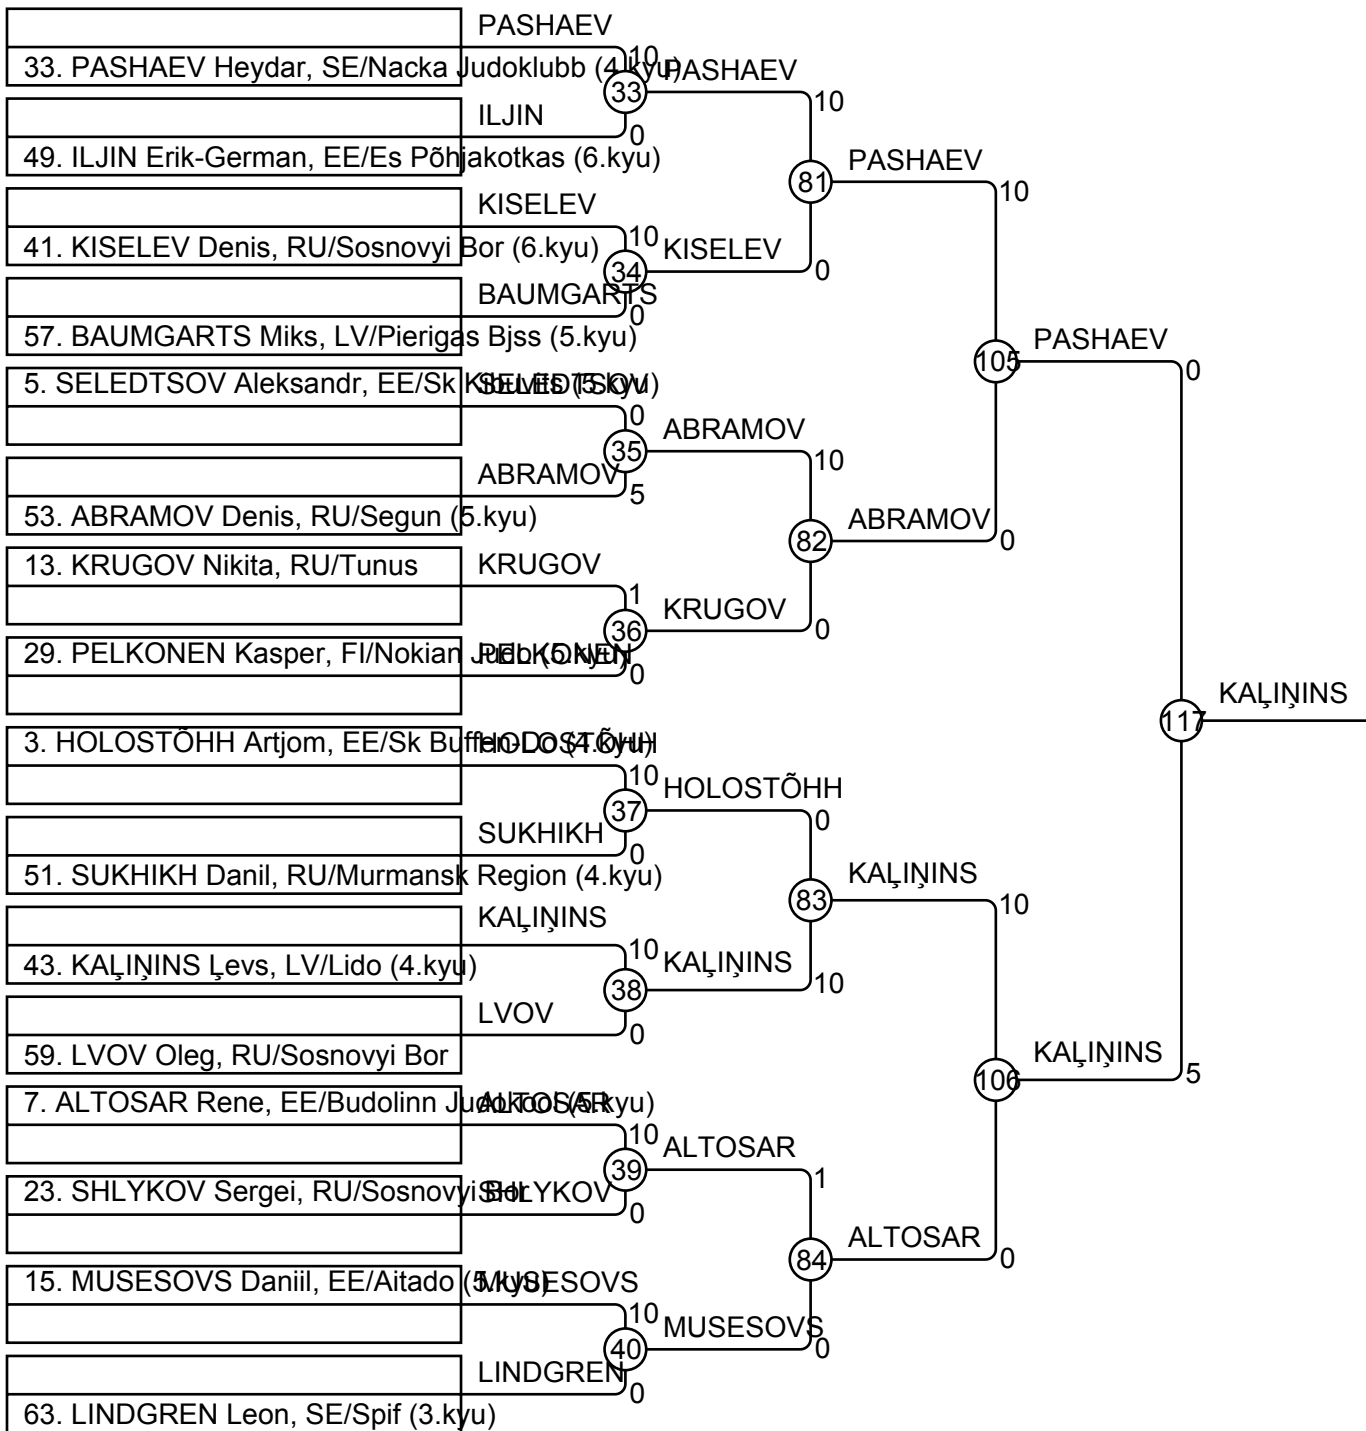 PASHAEV
33. PASHAEV Heydar, SE/Nacka Judoklubb (4.kyu)
10
33
PASHAEV
10
ILJIN
0
49. ILJIN Erik-German, EE/Es Põhjakotkas (6.kyu)
81
PASHAEV
10
KISELEV
41. KISELEV Denis, RU/Sosnovyi Bor (6.kyu)
10
34
KISELEV
0
BAUMGARTS
0
57. BAUMGARTS Miks, LV/Pierigas Bjss (5.kyu)
105
PASHAEV
0
5. SELEDTSOV Aleksandr, EE/Sk Kibuvits (5.kyu)
SELEDTSOV
0
35
ABRAMOV
10
ABRAMOV
5
53. ABRAMOV Denis, RU/Segun (5.kyu)
82
ABRAMOV
0
13. KRUGOV Nikita, RU/Tunus
KRUGOV
1
36
KRUGOV
0
29. PELKONEN Kasper, FI/Nokian Judo (5.kyu)
PELKONEN
0
117
KAĻIŅINS
3. HOLOSTÕHH Artjom, EE/Sk Buffen-Do (4.kyu)
HOLOSTÕHH
10
37
HOLOSTÕHH
0
SUKHIKH
0
51. SUKHIKH Danil, RU/Murmansk Region (4.kyu)
83
KAĻIŅINS
10
KAĻIŅINS
43. KAĻIŅINS Ļevs, LV/Lido (4.kyu)
10
38
KAĻIŅINS
10
LVOV
0
59. LVOV Oleg, RU/Sosnovyi Bor
106
KAĻIŅINS
5
7. ALTOSAR Rene, EE/Budolinn Judokool (5.kyu)
ALTOSAR
10
39
ALTOSAR
1
23. SHLYKOV Sergei, RU/Sosnovyi Bor
SHLYKOV
0
84
ALTOSAR
0
15. MUSESOVS Daniil, EE/Aitado (5.kyu)
MUSESOVS
10
40
MUSESOVS
0
LINDGREN
0
63. LINDGREN Leon, SE/Spif (3.kyu)